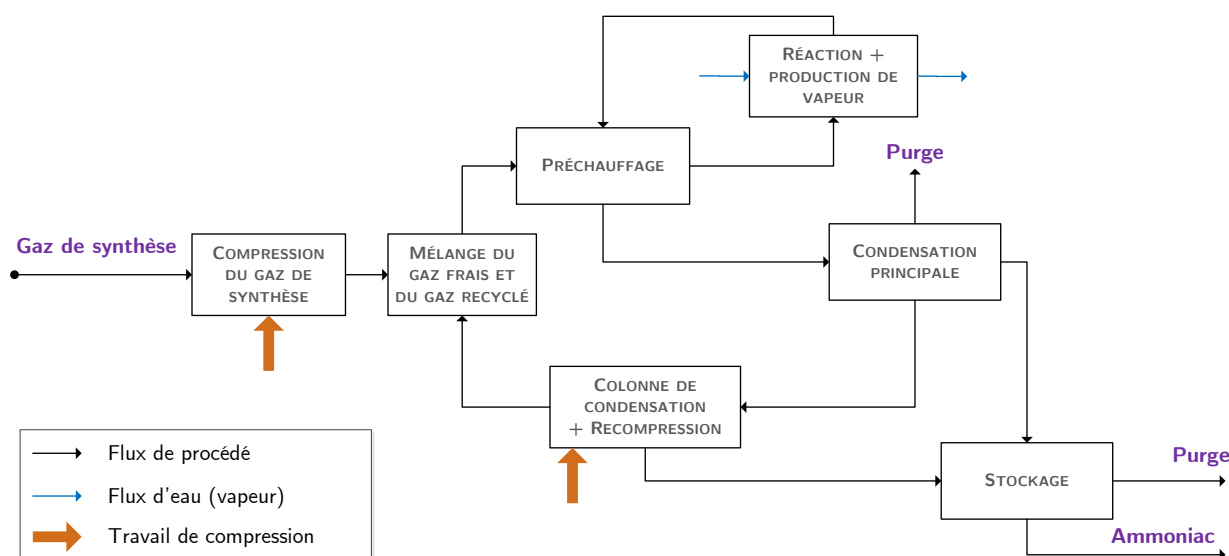 RÉACTION +
PRODUCTION DE
VAPEUR
PRÉCHAUFFAGE
Purge
Gaz de synthèse
COMPRESSION
DU GAZ DE
SYNTHÈSE
MÉLANGE DU
GAZ FRAIS ET
DU GAZ RECYCLÉ
CONDENSATION
PRINCIPALE
COLONNE DE
CONDENSATION
+ RECOMPRESSION
STOCKAGE
Purge
Ammoniac
Flux de procédé
Flux d'eau (vapeur)
Travail de compression